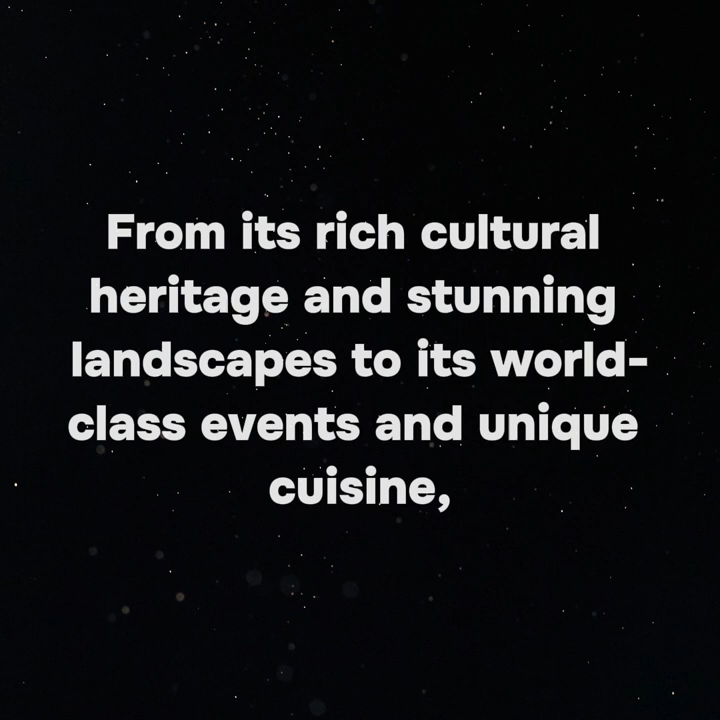 From its rich cultural
heritage and stunning
landscapes to its world-
class events and unique
cuisine,